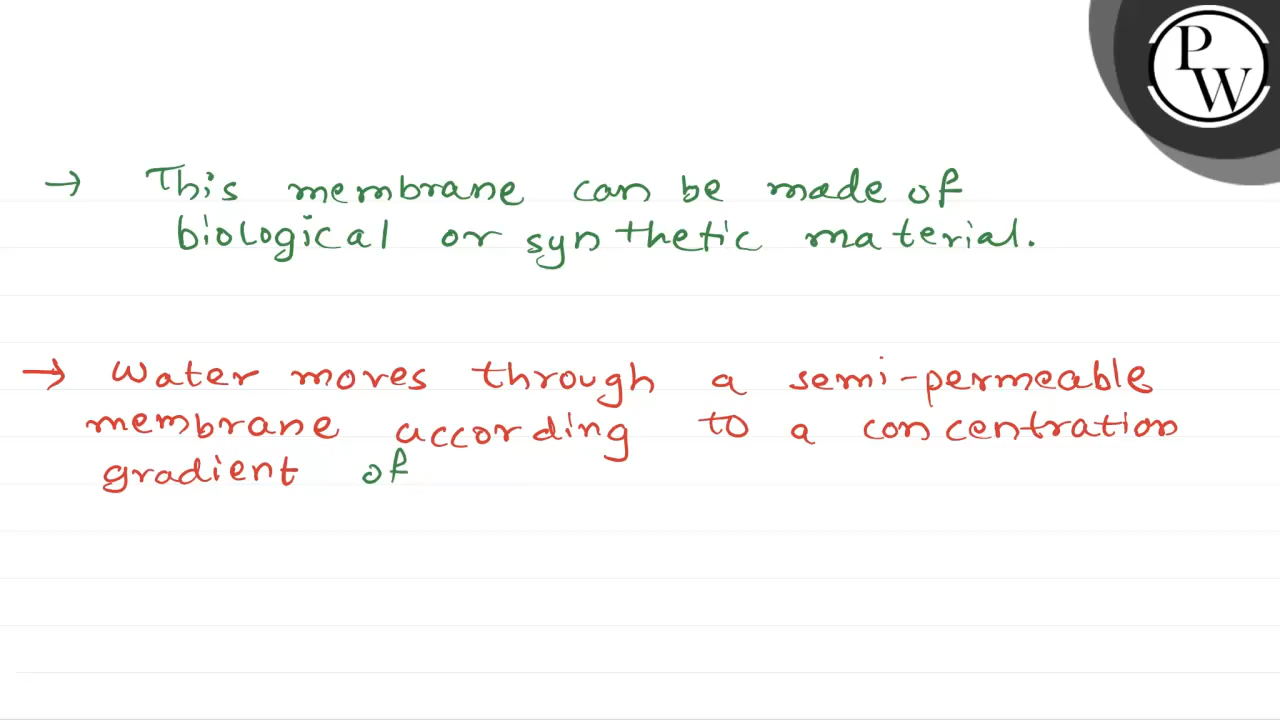 PW
→ This membrane can be made of
biological or synthetic material.
→ Water moves through a semi-permeable
membrane according to a concentration
gradient of